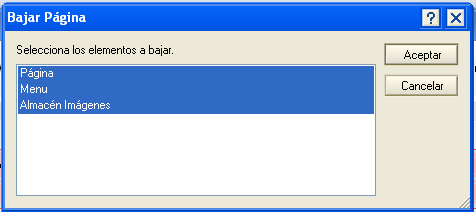 Bajar Página
Selecciona los elementos a bajar.
Aceptar
Página
Menu
Cancelar
Almacén Imágenes